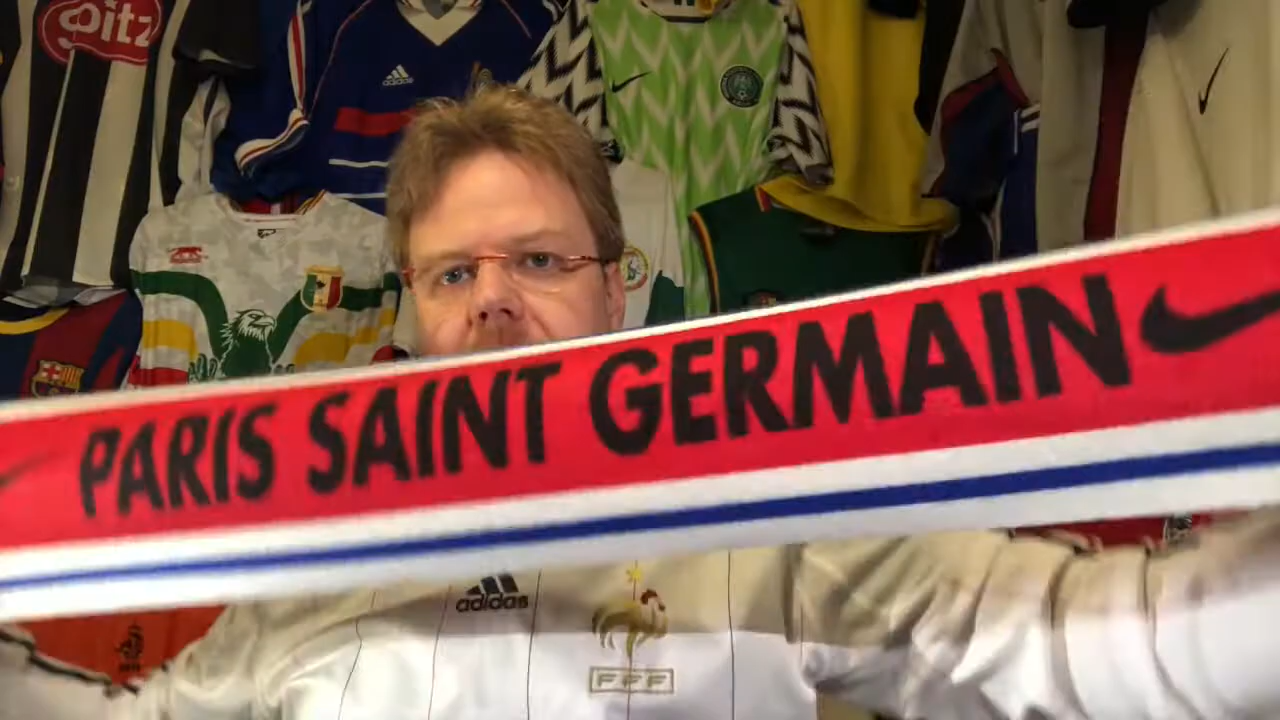 Spitz
adidas
PARIS SAINT GERMAIN
adidas
FFF